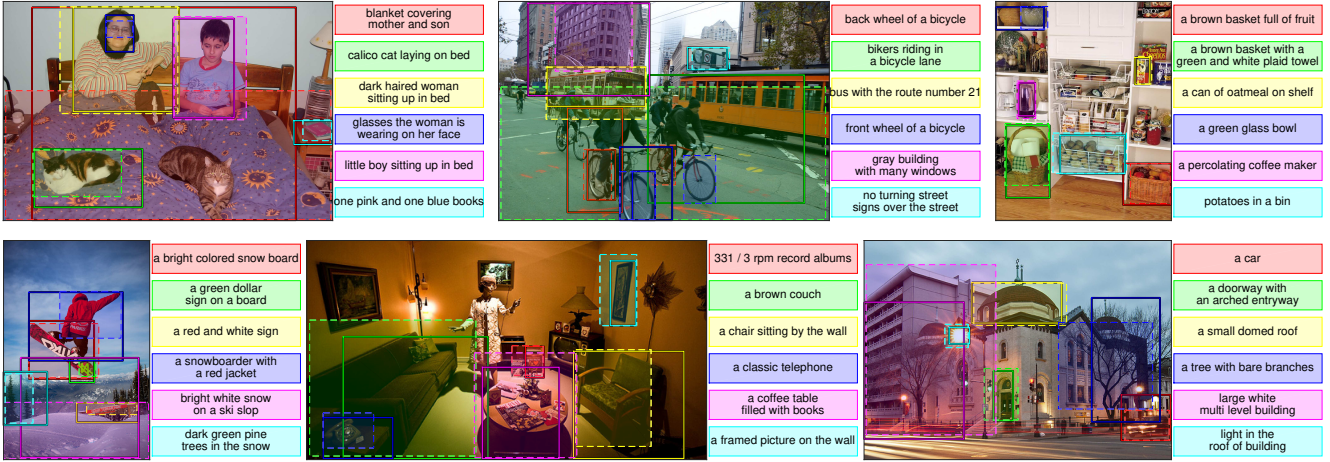 blanket covering
mother and son
calico cat laying on bed
dark haired woman
sitting up in bed
glasses the woman is
wearing on her face
little boy sitting up in bed
one pink and one blue books
back wheel of a bicycle
bikers riding in
a bicycle lane
bus with the route number 21
front wheel of a bicycle
gray building
with many windows
no turning street
signs over the street
a brown basket full of fruit
a brown basket with a
green and white plaid towel
a can of oatmeal on shelf
a green glass bowl
a percolating coffee maker
potatoes in a bin
a bright colored snow board
a green dollar
sign on a board
a red and white sign
a snowboarder with
a red jacket
bright white snow
on a ski slop
dark green pine
trees in the snow
331 / 3 rpm record albums
a brown couch
a chair sitting by the wall
a classic telephone
a coffee table
filled with books
a framed picture on the wall
a car
a doorway with
an arched entryway
a small domed roof
a tree with bare branches
large white
multi level building
light in the
roof of building